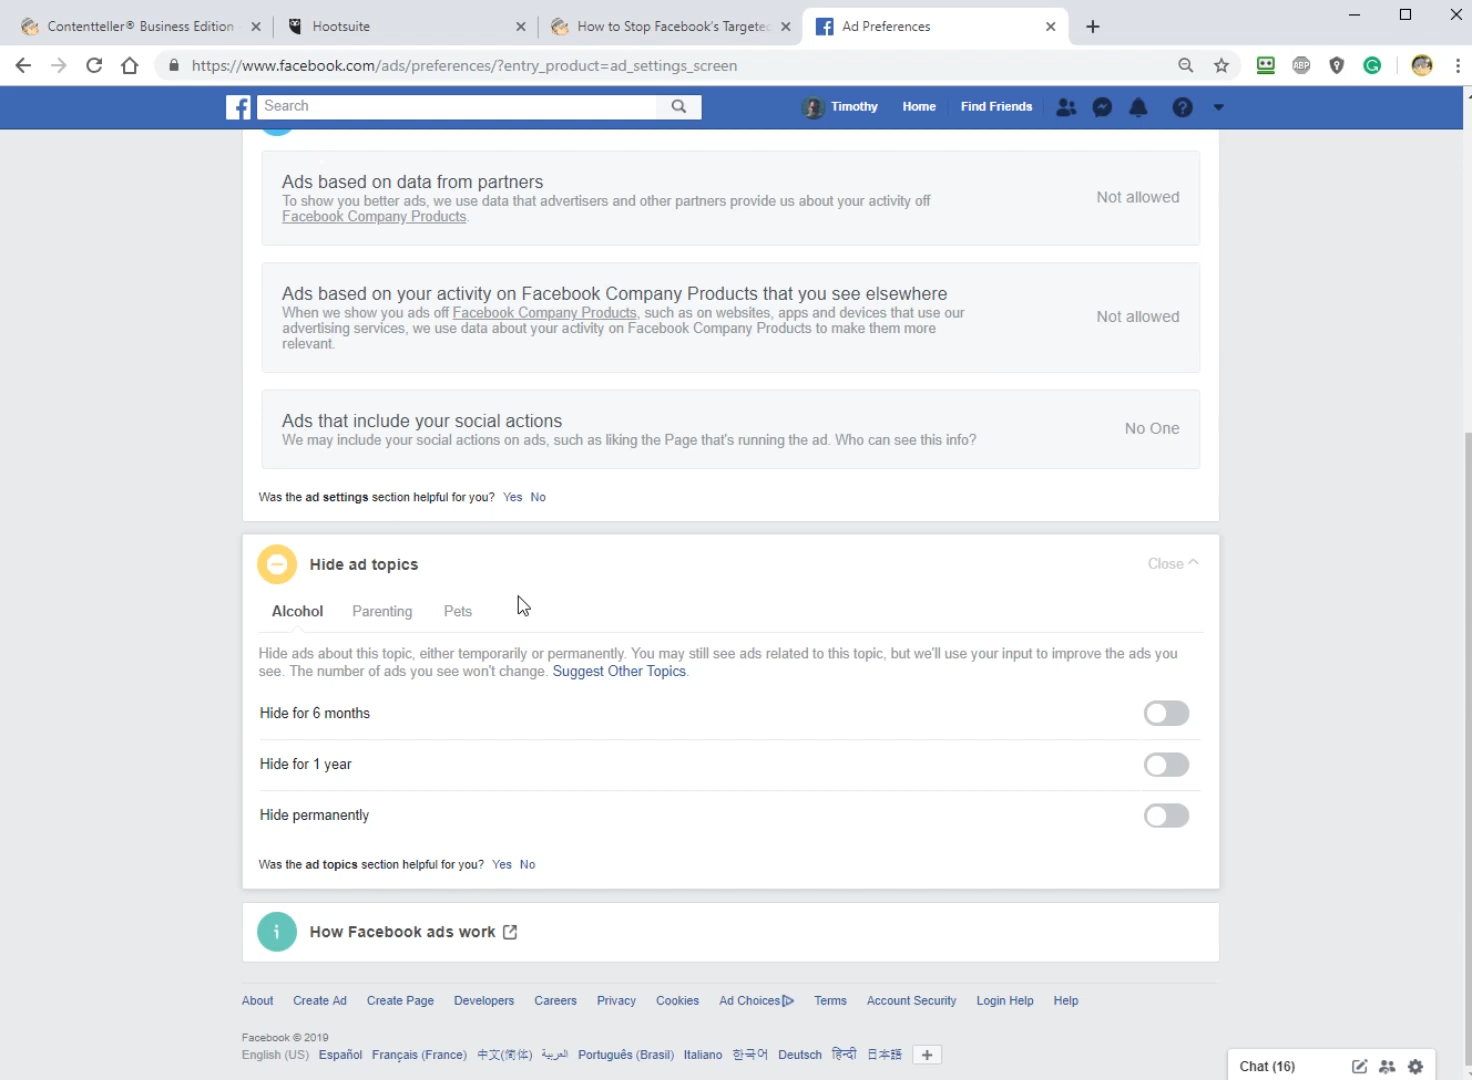 Contentteller® Business Edition
Hootsuite
How to Stop Facebook's Targetec
Ad Preferences
https://www.facebook.com/ads/preferences/?entry_product=ad_settings_screen
ABP
Search
Timothy
Home
Find Friends
Ads based on data from partners
To show you better ads, we use data that advertisers and other partners provide us about your activity off
Facebook Company Products.
Not allowed
Ads based on your activity on Facebook Company Products that you see elsewhere
When we show you ads off Facebook Company Products, such as on websites, apps and devices that use our
advertising services, we use data about your activity on Facebook Company Products to make them more
relevant.
Not allowed
Ads that include your social actions
We may include your social actions on ads, such as liking the Page that's running the ad. Who can see this info?
No One
Was the ad settings section helpful for you? Yes No
Hide ad topics
Close
Alcohol Parenting Pets
Hide ads about this topic, either temporarily or permanently. You may still see ads related to this topic, but we'll use your input to improve the ads you
see. The number of ads you see won't change. Suggest Other Topics.
Hide for 6 months
Hide for 1 year
Hide permanently
Was the ad topics section helpful for you? Yes No
How Facebook ads work
About Create Ad Create Page Developers Careers Privacy Cookies Ad Choices Terms Account Security Login Help Help
Facebook © 2019
English (US) Español Français (France) 中文(简体) العربية Português (Brasil) Italiano 한국어 Deutsch हिन्दी 日本語 +
Chat (16)